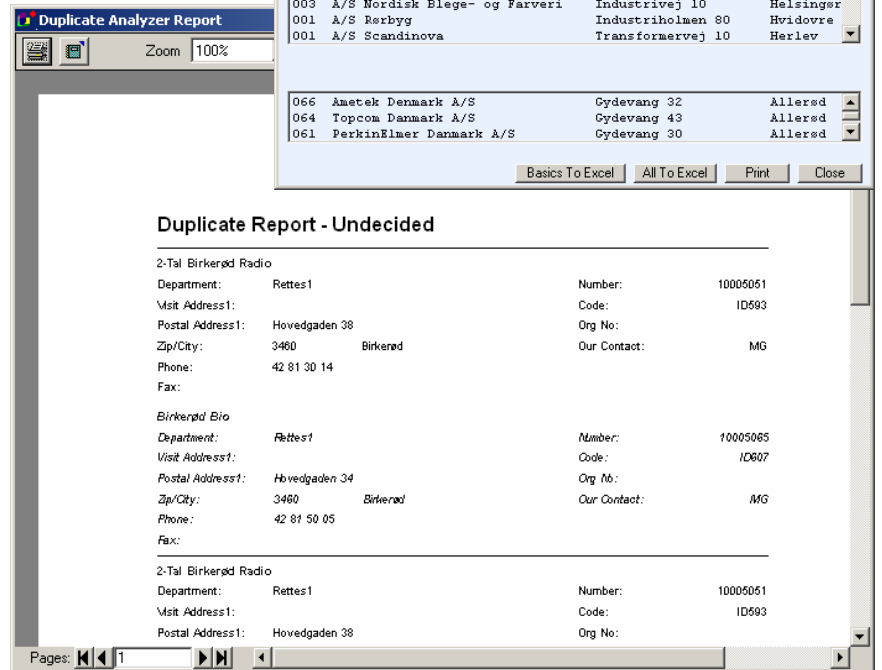 003 A/S Nordisk Blege- og Farveri Industrivej 10 Helsingør
001 A/S Rørbyg Industriholmen 80 Hvidovre
001 A/S Scandinova Transformervej 10 Herlev
Duplicate Analyzer Report
Zoom 100%
066 Ametek Denmark A/S Gydevang 32 Allerød
064 Topcom Danmark A/S Gydevang 43 Allerød
061 PerkinElmer Danmark A/S Gydevang 30 Allerød
Basics To Excel All To Excel Print Close
Duplicate Report - Undecided
2-Tal Birkerød Radio
Department: Rettes1 Number: 10005051
Visit Address1: Code: ID593
Postal Address1: Hovedgaden 38 Org No:
Zip/City: 3460 Birkerød Our Contact: MG
Phone: 42 81 30 14
Fax:
Birkerød Bio
Department: Rettes1 Number: 10005065
Visit Address1: Code: ID607
Postal Address1: Hovedgaden 34 Org No:
Zip/City: 3460 Birkerød Our Contact: MG
Phone: 42 81 50 05
Fax:
2-Tal Birkerød Radio
Department: Rettes1 Number: 10005051
Visit Address1: Code: ID593
Postal Address1: Hovedgaden 38 Org No:
Pages: 1